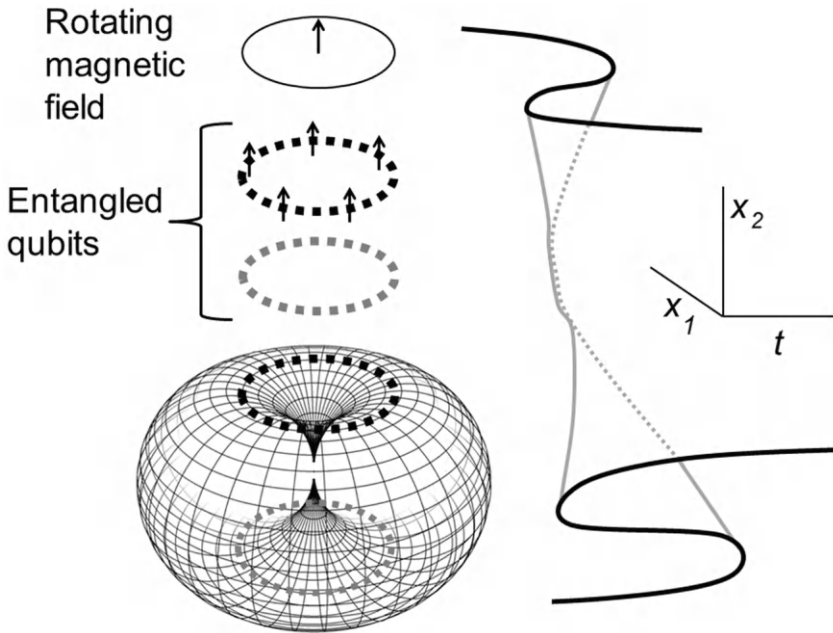 Rotating
magnetic
field
Entangled
qubits
x₂
x₁
t